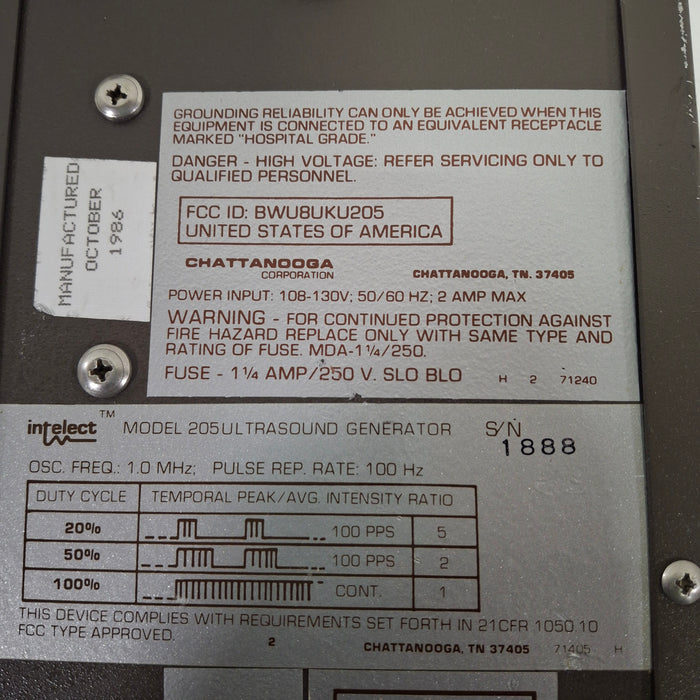 GROUNDING RELIABILITY CAN ONLY BE ACHIEVED WHEN THIS
EQUIPMENT IS CONNECTED TO AN EQUIVALENT RECEPTACLE
MARKED "HOSPITAL GRADE."
DANGER - HIGH VOLTAGE: REFER SERVICING ONLY TO
QUALIFIED PERSONNEL.
FCC ID: BWU8UKU205
UNITED STATES OF AMERICA
CHATTANOOGA
CORPORATION
CHATTANOOGA, TN. 37405
POWER INPUT: 108-130V; 50/60 HZ; 2 AMP MAX
WARNING - FOR CONTINUED PROTECTION AGAINST
FIRE HAZARD REPLACE ONLY WITH SAME TYPE AND
RATING OF FUSE. MDA-1¼/250.
FUSE - 1¼ AMP/250 V. SLO BLO H 2 71240
MANUFACTURED
OCTOBER
1986
intelect™ MODEL 205 ULTRASOUND GENERATOR S/N
1888
OSC. FREQ.: 1.0 MHz; PULSE REP. RATE: 100 Hz
DUTY CYCLE TEMPORAL PEAK/AVG. INTENSITY RATIO
20% 100 PPS 5
50% 100 PPS 2
100% CONT. 1
THIS DEVICE COMPLIES WITH REQUIREMENTS SET FORTH IN 21CFR 1050.10
FCC TYPE APPROVED. 2 CHATTANOOGA, TN 37405 71405 H